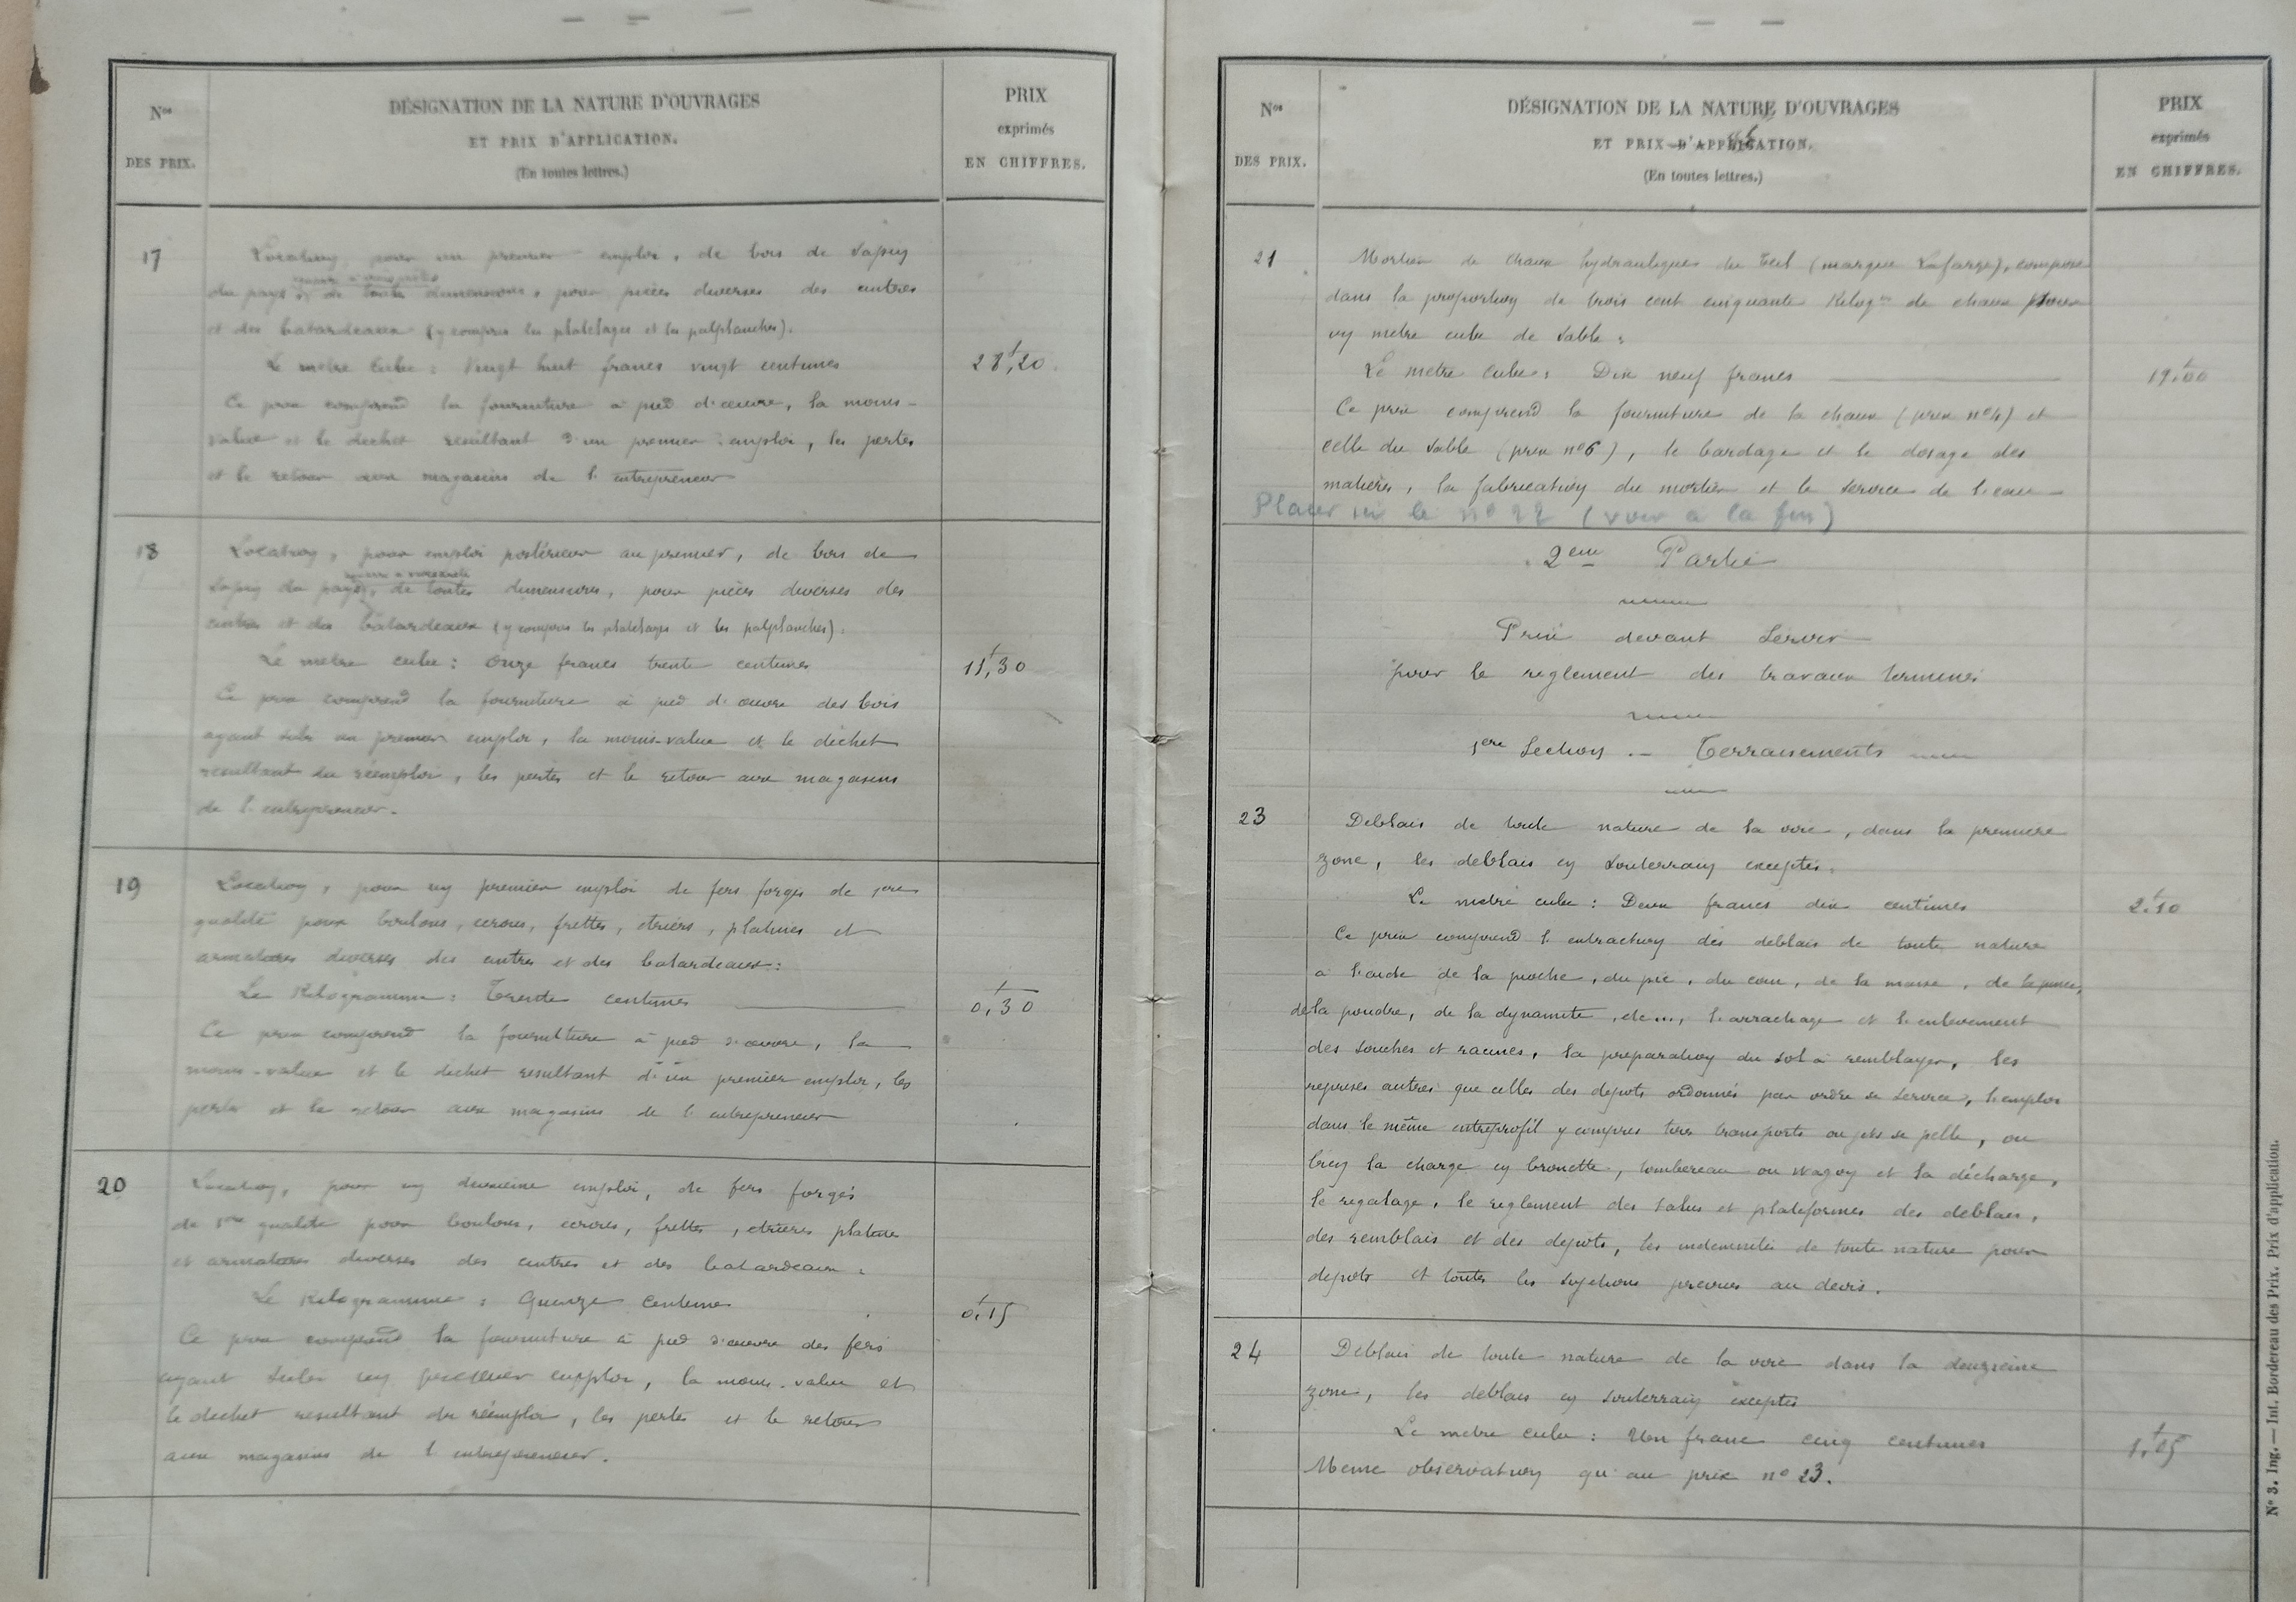 Nos
DES PRIX.
DÉSIGNATION DE LA NATURE D'OUVRAGES
ET PRIX D'APPLICATION.
(En toutes lettres.)
PRIX
exprimés
EN CHIFFRES.
17
Location, pour un premier emploi, de bois de sapin
du pays, de toutes dimensions, pour pièces diverses des cintres
et des batardeaux (y compris les platelages et les palplanches).
Le mètre cube : Vingt huit francs vingt centimes
28f,20
Ce prix comprend la fourniture à pied d'œuvre, la moins-
value et le déchet résultant d'un premier emploi, les pertes
et le retour aux magasins de l'entrepreneur
18
Location, pour emploi postérieur au premier, de bois de
sapin du pays, de toutes dimensions, pour pièces diverses des
cintres et des batardeaux (y compris les platelages et les palplanches) :
Le mètre cube : Onze francs trente centimes
11f,30
Ce prix comprend la fourniture à pied d'œuvre des bois
ayant subi un premier emploi, la moins-value et le déchet
résultant du réemploi, les pertes et le retour aux magasins
de l'entrepreneur.
19
Location, pour un premier emploi de fers forgés de 1ère
qualité pour boulons, écrous, frettes, étriers, platines et
armatures diverses des cintres et des batardeaux :
Le Kilogramme : Trente centimes
0f,30
Ce prix comprend la fourniture à pied d'œuvre, la
moins-value et le déchet résultant d'un premier emploi, les
pertes et le retour aux magasins de l'entrepreneur
20
Location, pour un deuxième emploi, de fers forgés
de 1ère qualité pour boulons, écrous, frettes, étriers platine
et armatures diverses des cintres et des batardeaux :
Le Kilogramme : Quinze centimes
0f,15
Ce prix comprend la fourniture à pied d'œuvre des fers
ayant subi un premier emploi, la moins-value et
le déchet résultant du réemploi, les pertes et le retour
aux magasins de l'entrepreneur.
Nos
DES PRIX.
DÉSIGNATION DE LA NATURE D'OUVRAGES
ET PRIX D'APPLICATION.
(En toutes lettres.)
PRIX
exprimés
EN CHIFFRES.
21
Mortier de chaux hydraulique du Teil (marque Lafarge), composé
dans la proportion de trois cent cinquante Kilogs de chaux pour
un mètre cube de sable :
Le mètre cube : Dix neuf francs
19f,00
Ce prix comprend la fourniture de la chaux (prix n°4) et
celle du sable (prix n°6), le bardage et le dosage des
matières, la fabrication du mortier et le service de l'eau
Placer ici le n° 22 (voir à la fin)
2ème Partie
Prix devant servir
pour le règlement des travaux terminés
1ère Section .- Terrassements
23
Déblais de toute nature de la voie, dans la première
zone, les déblais en souterrain exceptés.
Le mètre cube : Deux francs dix centimes
2f,10
Ce prix comprend l'extraction des déblais de toute nature
à l'aide de la pioche, du pic, du coin, de la masse, de la pince,
de la poudre, de la dynamite, etc..., l'arrachage et l'enlèvement
des souches et racines, la préparation du sol à remblayer, les
reprises autres que celles des dépôts ordonnés par ordre de service, l'emploi
dans le même entreprofil y compris tous transports ou jets de pelle, ou
bien la charge en brouette, tombereau ou wagon et la décharge,
le régalage, le règlement des talus et plateformes des déblais,
des remblais et des dépôts, les indemnités de toute nature pour
dépôts et toutes les sujétions prévues au devis.
24
Déblais de toute nature de la voie dans la deuxième
zone, les déblais en souterrain exceptés
Le mètre cube : Un franc cinq centimes
1f,05
Même observation qu'au prix n° 23.
N° 3. Ing. — Int. Bordereau des Prix. Prix d'application.